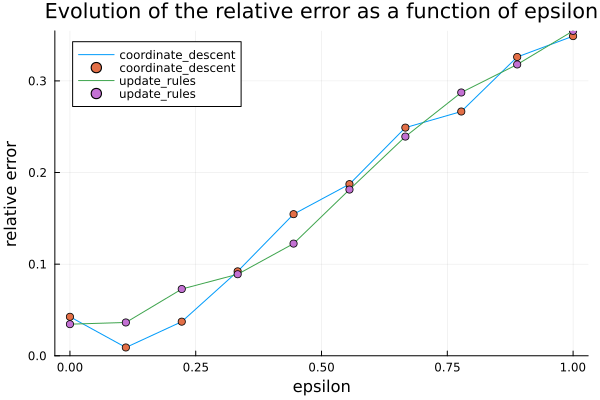 Evolution of the relative error as a function of epsilon
coordinate_descent
coordinate_descent
update_rules
update_rules
relative error
0.3
0.2
0.1
0.0
0.00 0.25 0.50 0.75 1.00
epsilon